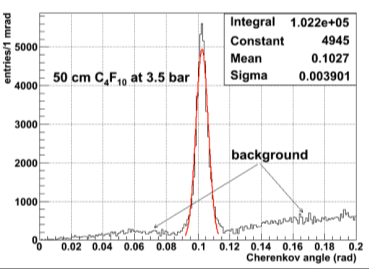 Integral 1.022e+05
Constant 4945
Mean 0.1027
Sigma 0.003901
entries/1 mrad
5000
4000
3000
2000
1000
0
50 cm C₄F₁₀ at 3.5 bar
background
0 0.02 0.04 0.06 0.08 0.1 0.12 0.14 0.16 0.18 0.2
Cherenkov angle (rad)